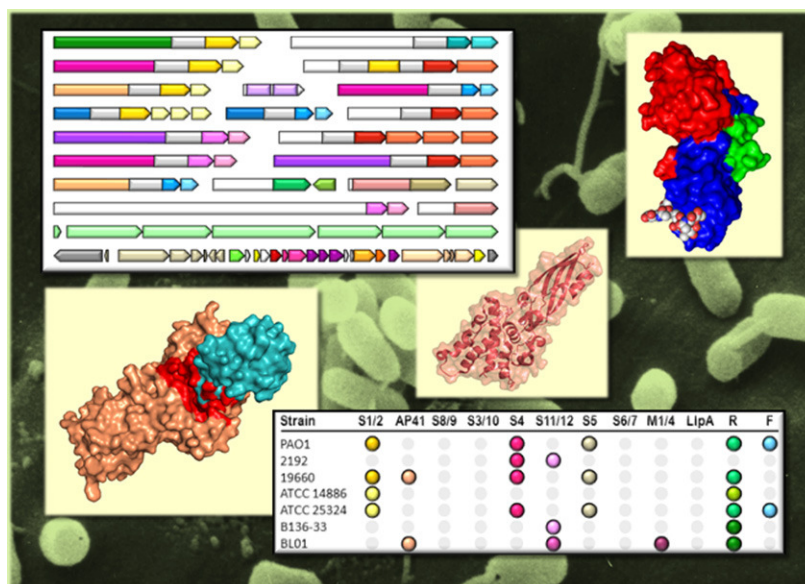 Strain S1/2 AP41 S8/9 S3/10 S4 S11/12 S5 S6/7 M1/4 LlpA R F
PAO1
2192
19660
ATCC 14886
ATCC 25324
B136-33
BL01